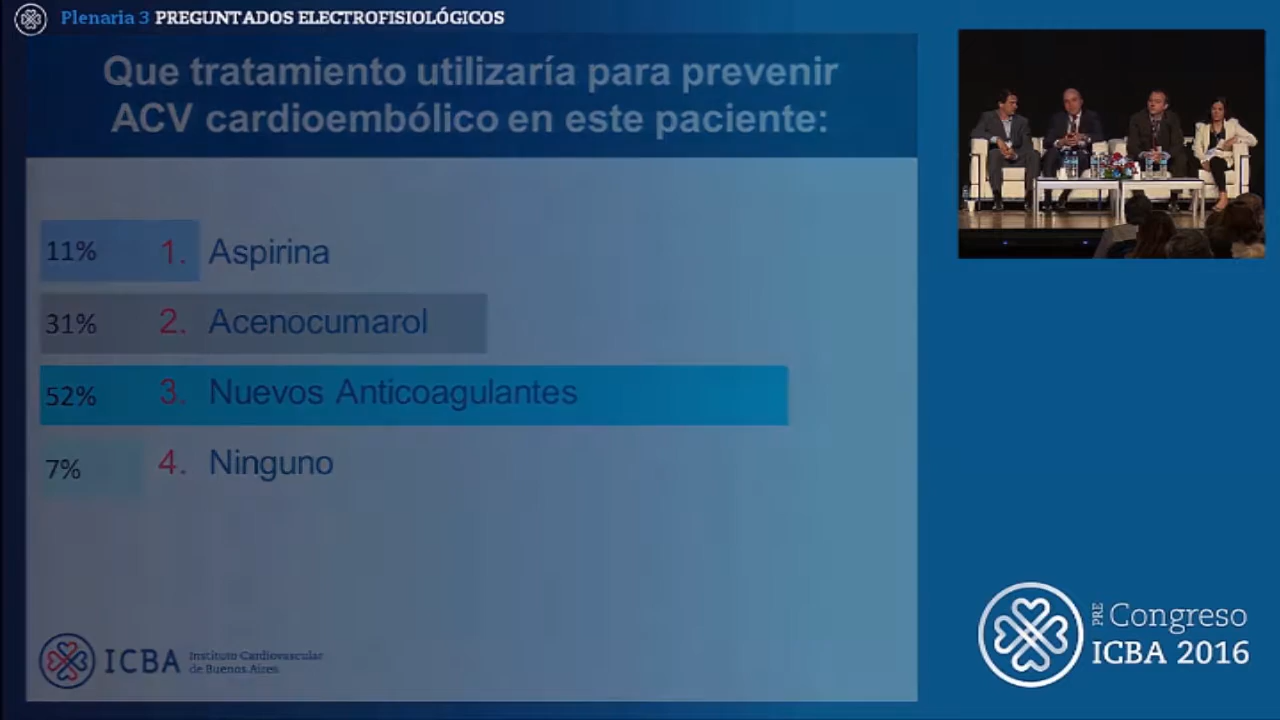 Plenaria 3 PREGUNTADOS ELECTROFISIOLÓGICOS
Que tratamiento utilizaría para prevenir
ACV cardioembólico en este paciente:
11% 1. Aspirina
31% 2. Acenocumarol
52% 3. Nuevos Anticoagulantes
7% 4. Ninguno
ICBA Instituto Cardiovascular
de Buenos Aires
PRE Congreso
ICBA 2016